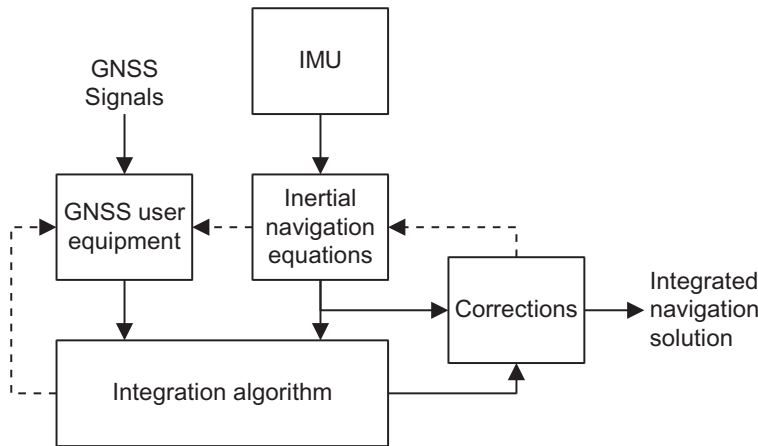 IMU
GNSS
Signals
GNSS user
equipment
Inertial
navigation
equations
Corrections
Integrated
navigation
solution
Integration algorithm